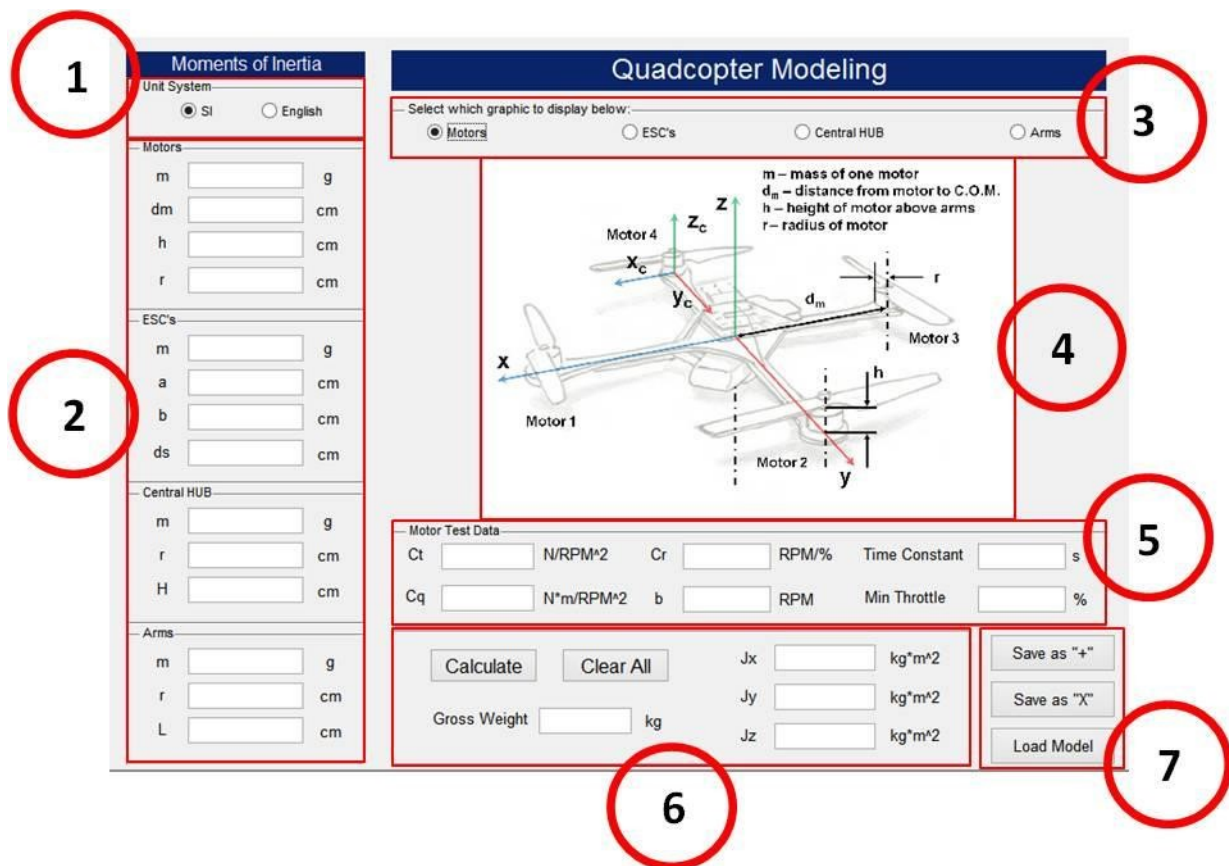 1
Moments of Inertia
Unit System
SI English
2
Motors
m g
dm cm
h cm
r cm
ESC's
m g
a cm
b cm
ds cm
Central HUB
m g
r cm
H cm
Arms
m g
r cm
L cm
Quadcopter Modeling
3
Select which graphic to display below:
Motors ESC's Central HUB Arms
4
m – mass of one motor
dₘ – distance from motor to C.O.M.
h – height of motor above arms
r – radius of motor
z
z_c
Motor 4
x_c
y_c
dₘ
r
Motor 3
x
h
Motor 1
Motor 2
y
5
Motor Test Data
Ct N/RPM^2 Cr RPM/% Time Constant s
Cq N*m/RPM^2 b RPM Min Throttle %
6
Calculate Clear All
Gross Weight kg
Jx kg*m^2
Jy kg*m^2
Jz kg*m^2
7
Save as "+"
Save as "X"
Load Model